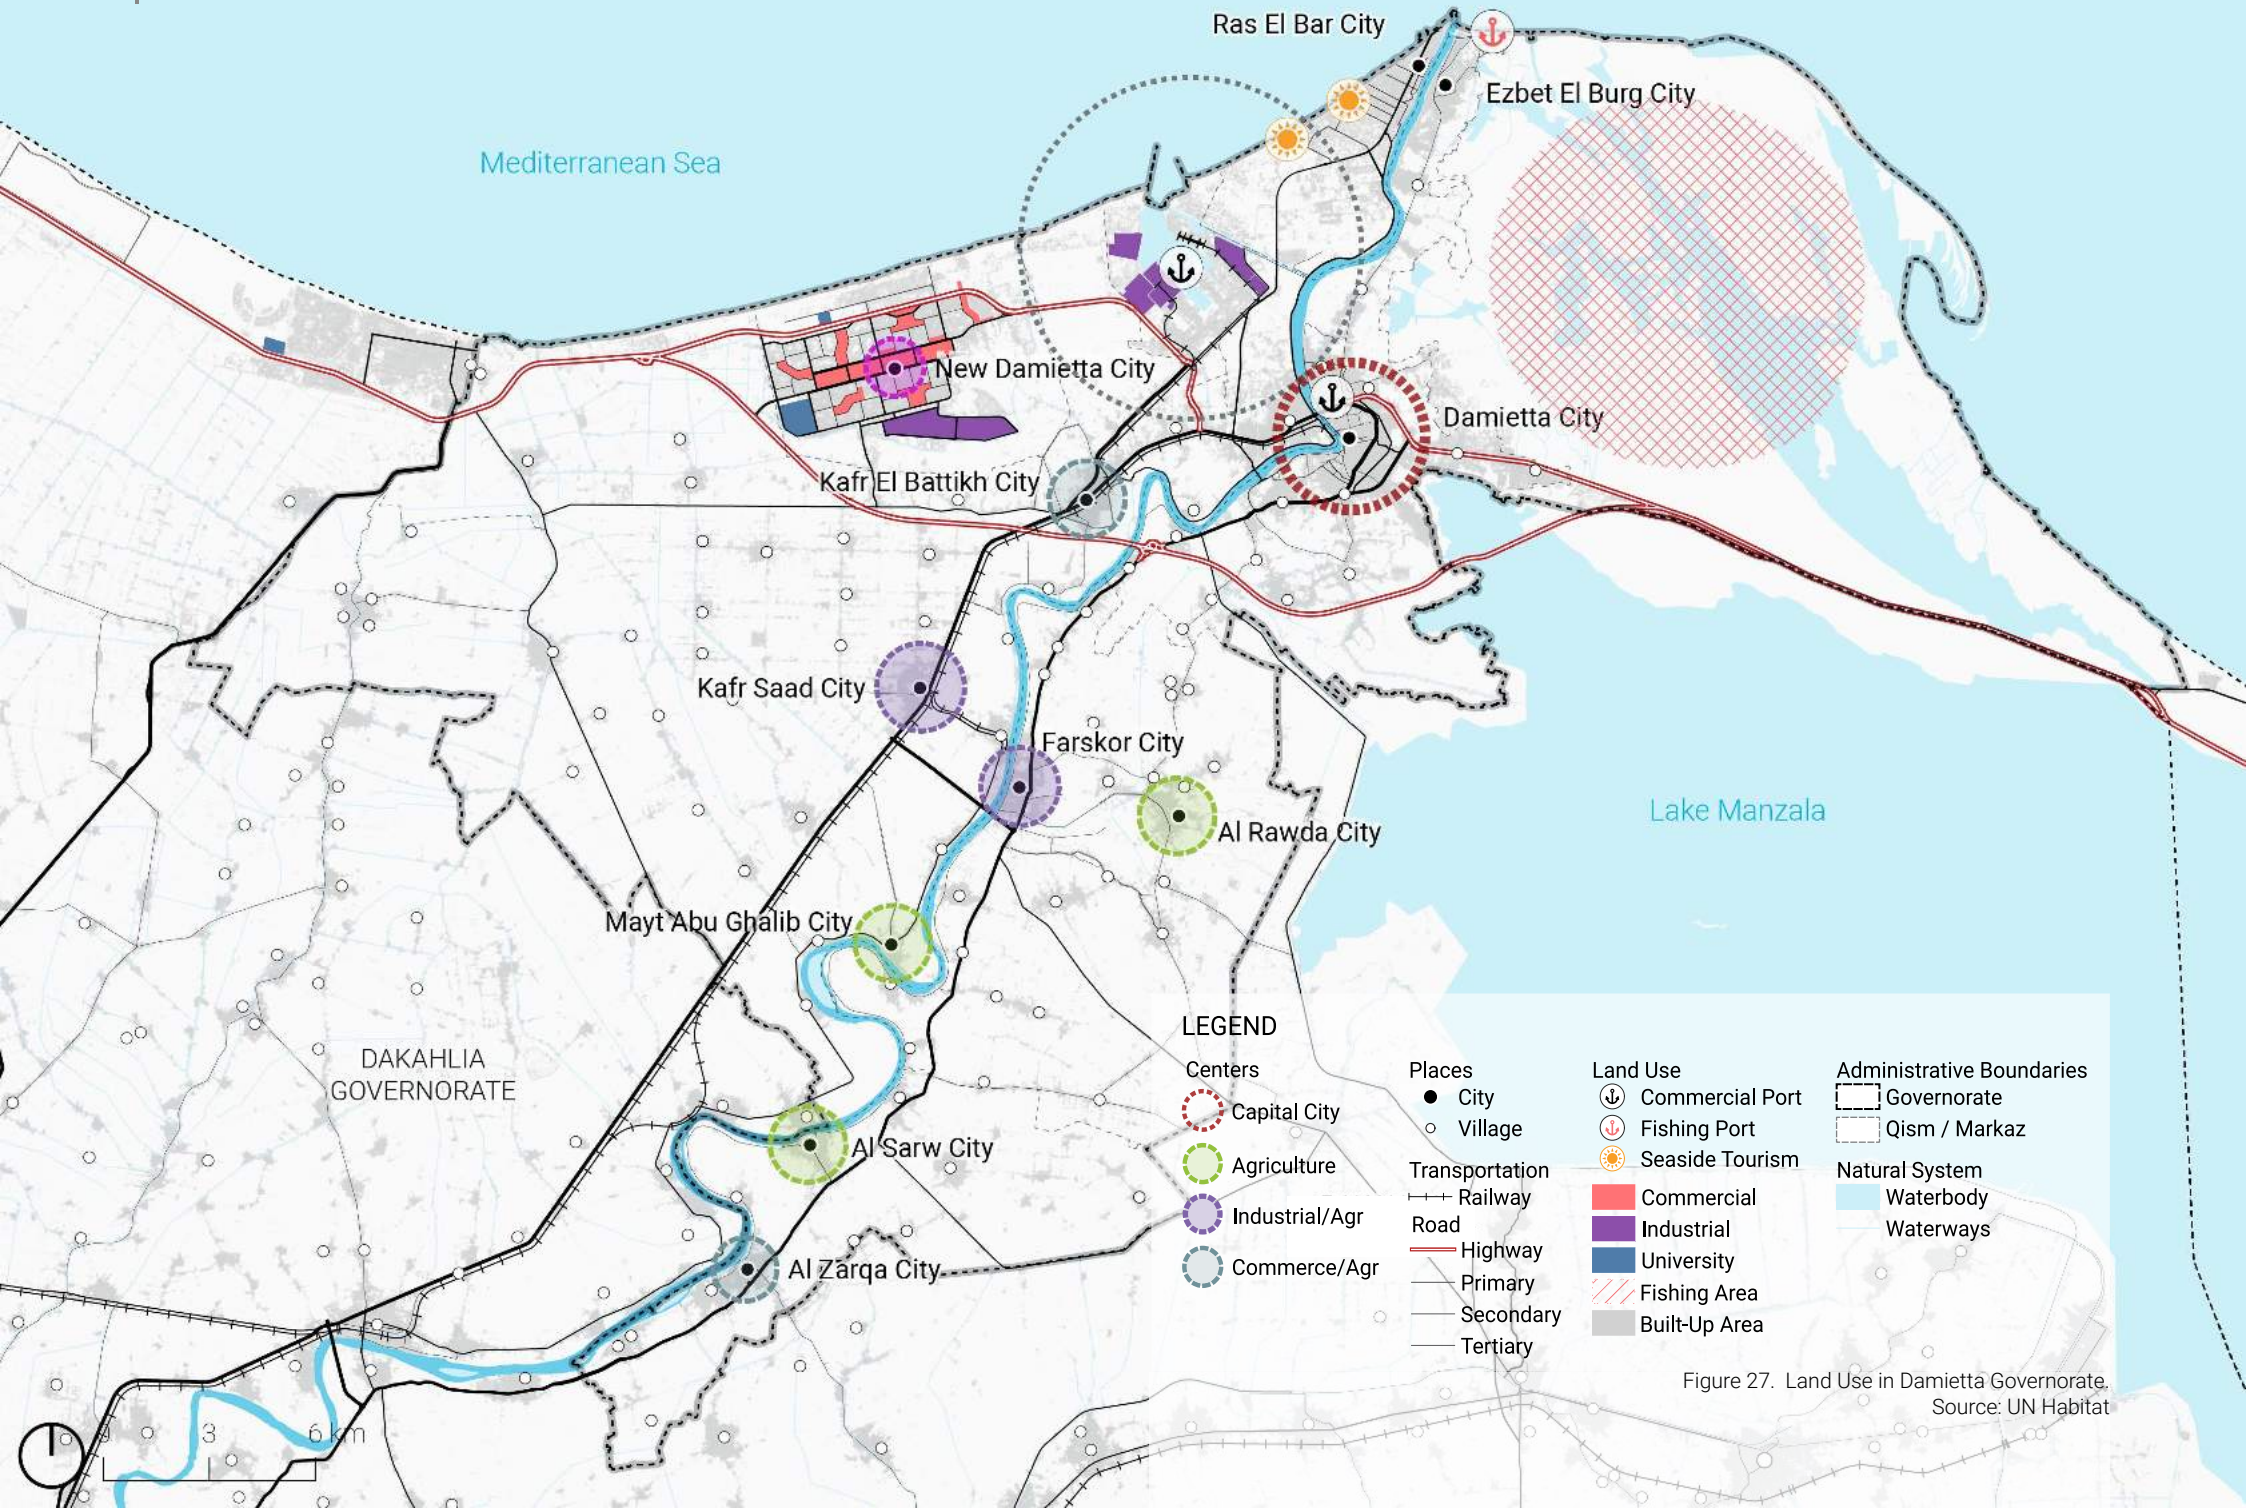 Ras El Bar City
Ezbet El Burg City
Mediterranean Sea
New Damietta City
Damietta City
Kafr El Battikh City
Kafr Saad City
Farskor City
Lake Manzala
Al Rawda City
Mayt Abu Ghalib City
DAKAHLIA
GOVERNORATE
Al Sarw City
Al Zarqa City
LEGEND
Centers
Capital City
Agriculture
Industrial/Agr
Commerce/Agr
Places
City
Village
Transportation
Railway
Road
Highway
Primary
Secondary
Tertiary
Land Use
Commercial Port
Fishing Port
Seaside Tourism
Commercial
Industrial
University
Fishing Area
Built-Up Area
Administrative Boundaries
Governorate
Qism / Markaz
Natural System
Waterbody
Waterways
Figure 27. Land Use in Damietta Governorate.
Source: UN Habitat
0 3 6 km